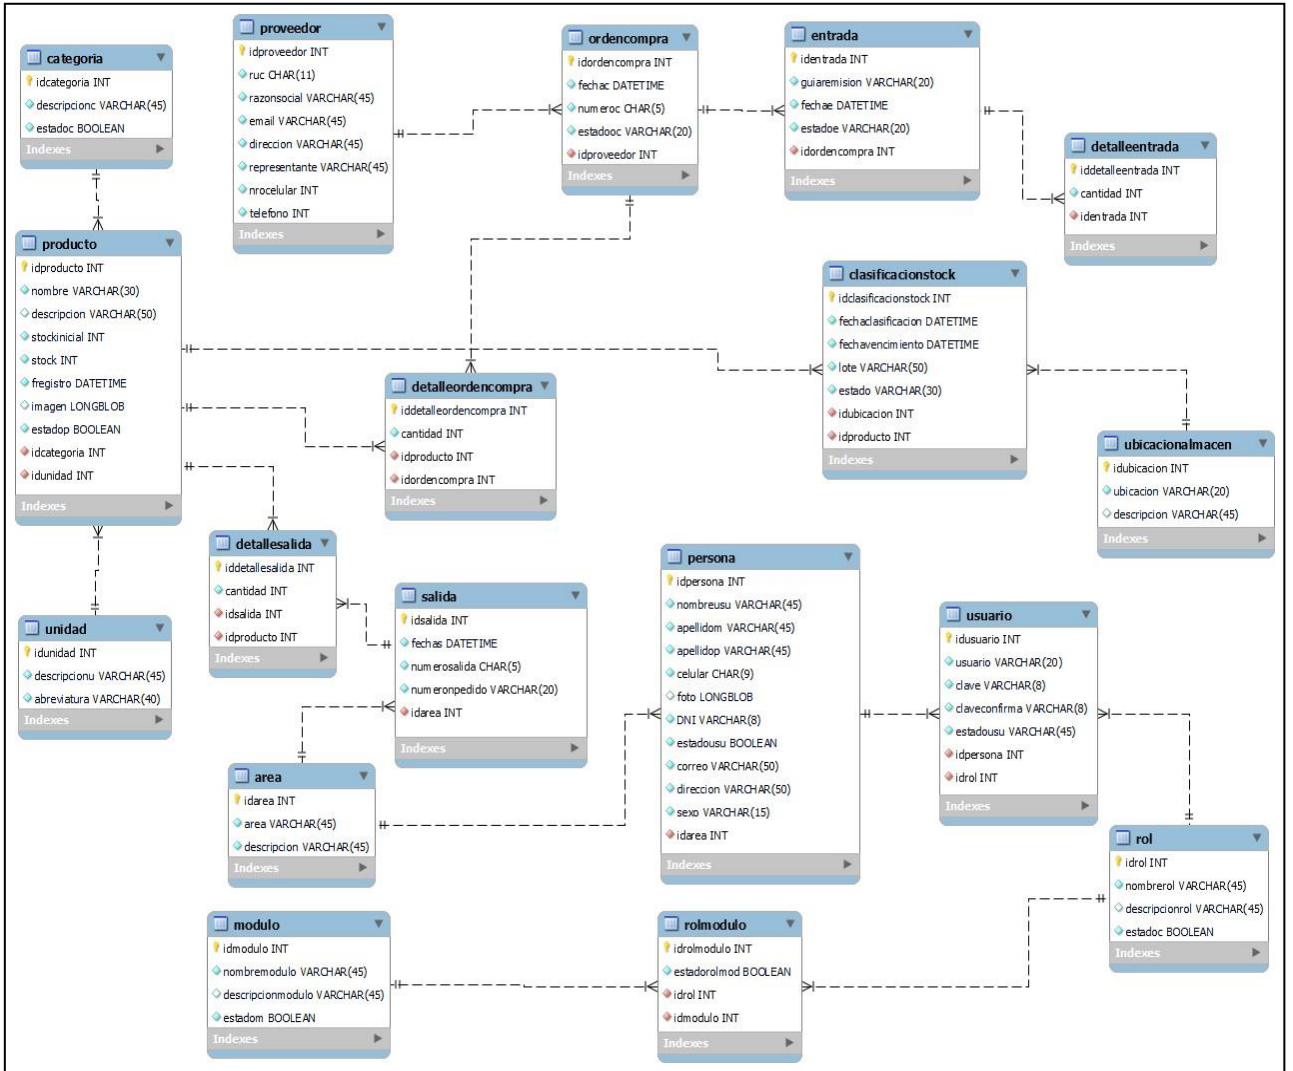 categoria
idcategoria INT
descripcionc VARCHAR(45)
estadoc BOOLEAN
Indexes
proveedor
idproveedor INT
ruc CHAR(11)
razonsocial VARCHAR(45)
email VARCHAR(45)
direccion VARCHAR(45)
representante VARCHAR(45)
nrocelular INT
telefono INT
Indexes
ordencompra
idordencompra INT
fechac DATETIME
numeroc CHAR(5)
estadooc VARCHAR(20)
idproveedor INT
Indexes
entrada
identrada INT
guiaremision VARCHAR(20)
fechae DATETIME
estadoe VARCHAR(20)
idordencompra INT
Indexes
detalleentrada
iddetalleentrada INT
cantidad INT
identrada INT
Indexes
producto
idproducto INT
nombre VARCHAR(30)
descripcion VARCHAR(50)
stockinicial INT
stock INT
fregistro DATETIME
imagen LONGBLOB
estadop BOOLEAN
idcategoria INT
idunidad INT
Indexes
clasificacionstock
idclasificacionstock INT
fechaclasificacion DATETIME
fechavencimiento DATETIME
lote VARCHAR(50)
estado VARCHAR(30)
idubicacion INT
idproducto INT
Indexes
detalleordencompra
iddetalleordencompra INT
cantidad INT
idproducto INT
idordencompra INT
Indexes
ubicacionalmacen
idubicacion INT
ubicacion VARCHAR(20)
descripcion VARCHAR(45)
Indexes
detallesalida
iddetallesalida INT
cantidad INT
idsalida INT
idproducto INT
Indexes
salida
idsalida INT
fechas DATETIME
numerosalida CHAR(5)
numeronpedido VARCHAR(20)
idarea INT
Indexes
persona
idpersona INT
nombreusu VARCHAR(45)
apellidom VARCHAR(45)
apellidop VARCHAR(45)
celular CHAR(9)
foto LONGBLOB
DNI VARCHAR(8)
estadousu BOOLEAN
correo VARCHAR(50)
direccion VARCHAR(50)
sexo VARCHAR(15)
idarea INT
Indexes
usuario
idusuario INT
usuario VARCHAR(20)
clave VARCHAR(8)
claveconfirma VARCHAR(8)
estadousu VARCHAR(45)
idpersona INT
idrol INT
Indexes
unidad
idunidad INT
descripcionu VARCHAR(45)
abreviatura VARCHAR(40)
Indexes
area
idarea INT
area VARCHAR(45)
descripcion VARCHAR(45)
Indexes
rol
idrol INT
nombrerol VARCHAR(45)
descripcionrol VARCHAR(45)
estadoc BOOLEAN
Indexes
modulo
idmodulo INT
nombremodulo VARCHAR(45)
descripcionmodulo VARCHAR(45)
estadom BOOLEAN
Indexes
rolmodulo
idrolmodulo INT
estadorolmod BOOLEAN
idrol INT
idmodulo INT
Indexes